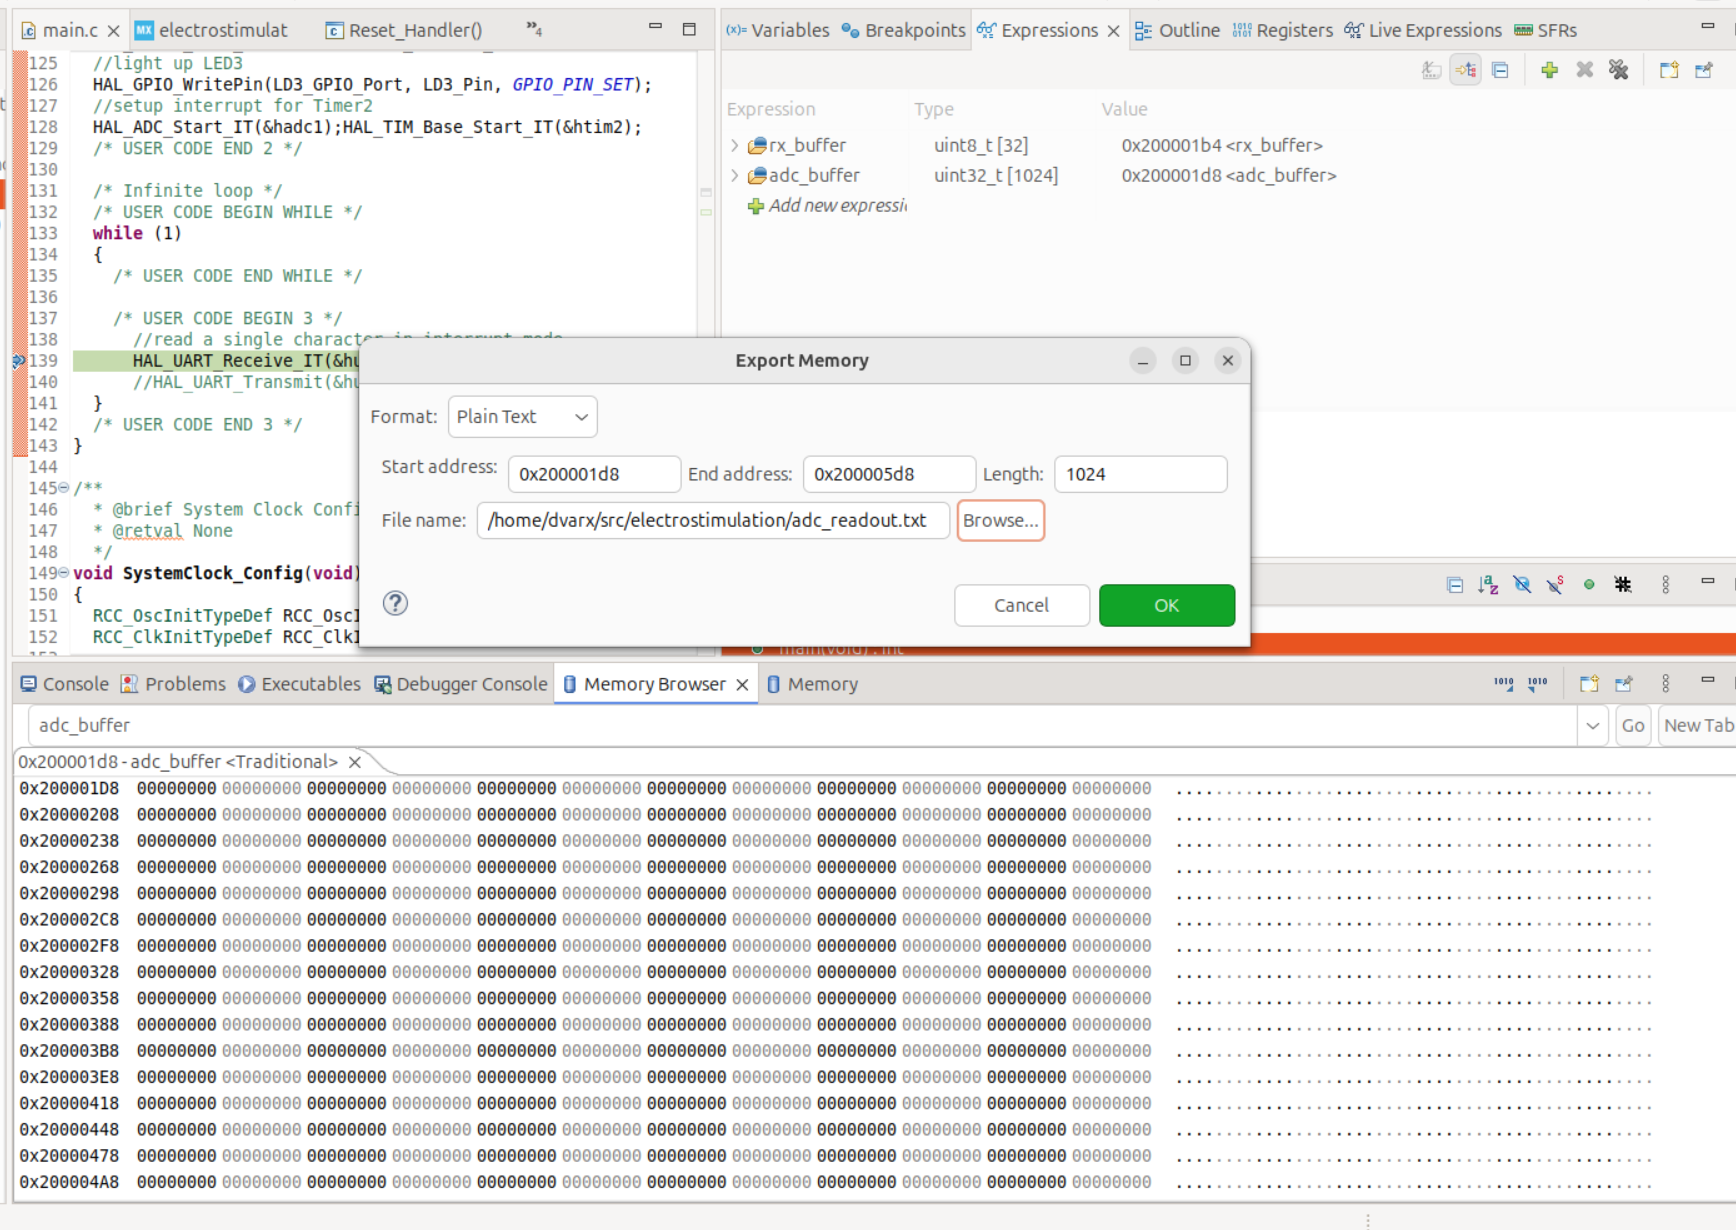 main.c electrostimulat Reset_Handler() »4
125 //light up LED3
126 HAL_GPIO_WritePin(LD3_GPIO_Port, LD3_Pin, GPIO_PIN_SET);
127 //setup interrupt for Timer2
128 HAL_ADC_Start_IT(&hadc1);HAL_TIM_Base_Start_IT(&htim2);
129 /* USER CODE END 2 */
130
131 /* Infinite loop */
132 /* USER CODE BEGIN WHILE */
133 while (1)
134 {
135 /* USER CODE END WHILE */
136
137 /* USER CODE BEGIN 3 */
138 //read a single character in interrupt mode
139 HAL_UART_Receive_IT(&hu
140 //HAL_UART_Transmit(&hu
141 }
142 /* USER CODE END 3 */
143 }
144
145 /**
146 * @brief System Clock Confi
147 * @retval None
148 */
149 void SystemClock_Config(void)
150 {
151 RCC_OscInitTypeDef RCC_OscI
152 RCC_ClkInitTypeDef RCC_ClkI
(x)= Variables Breakpoints Expressions Outline Registers Live Expressions SFRs
Expression Type Value
rx_buffer uint8_t [32] 0x200001b4 <rx_buffer>
adc_buffer uint32_t [1024] 0x200001d8 <adc_buffer>
Add new expressi
Export Memory
Format: Plain Text
Start address: 0x200001d8 End address: 0x200005d8 Length: 1024
File name: /home/dvarx/src/electrostimulation/adc_readout.txt Browse...
Cancel OK
main(void) : int
Console Problems Executables Debugger Console Memory Browser Memory
adc_buffer Go New Tab
0x200001d8 - adc_buffer <Traditional>
0x200001D8 00000000 00000000 00000000 00000000 00000000 00000000 00000000 00000000 00000000 00000000 00000000 00000000 ................................................
0x20000208 00000000 00000000 00000000 00000000 00000000 00000000 00000000 00000000 00000000 00000000 00000000 00000000 ................................................
0x20000238 00000000 00000000 00000000 00000000 00000000 00000000 00000000 00000000 00000000 00000000 00000000 00000000 ................................................
0x20000268 00000000 00000000 00000000 00000000 00000000 00000000 00000000 00000000 00000000 00000000 00000000 00000000 ................................................
0x20000298 00000000 00000000 00000000 00000000 00000000 00000000 00000000 00000000 00000000 00000000 00000000 00000000 ................................................
0x200002C8 00000000 00000000 00000000 00000000 00000000 00000000 00000000 00000000 00000000 00000000 00000000 00000000 ................................................
0x200002F8 00000000 00000000 00000000 00000000 00000000 00000000 00000000 00000000 00000000 00000000 00000000 00000000 ................................................
0x20000328 00000000 00000000 00000000 00000000 00000000 00000000 00000000 00000000 00000000 00000000 00000000 00000000 ................................................
0x20000358 00000000 00000000 00000000 00000000 00000000 00000000 00000000 00000000 00000000 00000000 00000000 00000000 ................................................
0x20000388 00000000 00000000 00000000 00000000 00000000 00000000 00000000 00000000 00000000 00000000 00000000 00000000 ................................................
0x200003B8 00000000 00000000 00000000 00000000 00000000 00000000 00000000 00000000 00000000 00000000 00000000 00000000 ................................................
0x200003E8 00000000 00000000 00000000 00000000 00000000 00000000 00000000 00000000 00000000 00000000 00000000 00000000 ................................................
0x20000418 00000000 00000000 00000000 00000000 00000000 00000000 00000000 00000000 00000000 00000000 00000000 00000000 ................................................
0x20000448 00000000 00000000 00000000 00000000 00000000 00000000 00000000 00000000 00000000 00000000 00000000 00000000 ................................................
0x20000478 00000000 00000000 00000000 00000000 00000000 00000000 00000000 00000000 00000000 00000000 00000000 00000000 ................................................
0x200004A8 00000000 00000000 00000000 00000000 00000000 00000000 00000000 00000000 00000000 00000000 00000000 00000000 ................................................